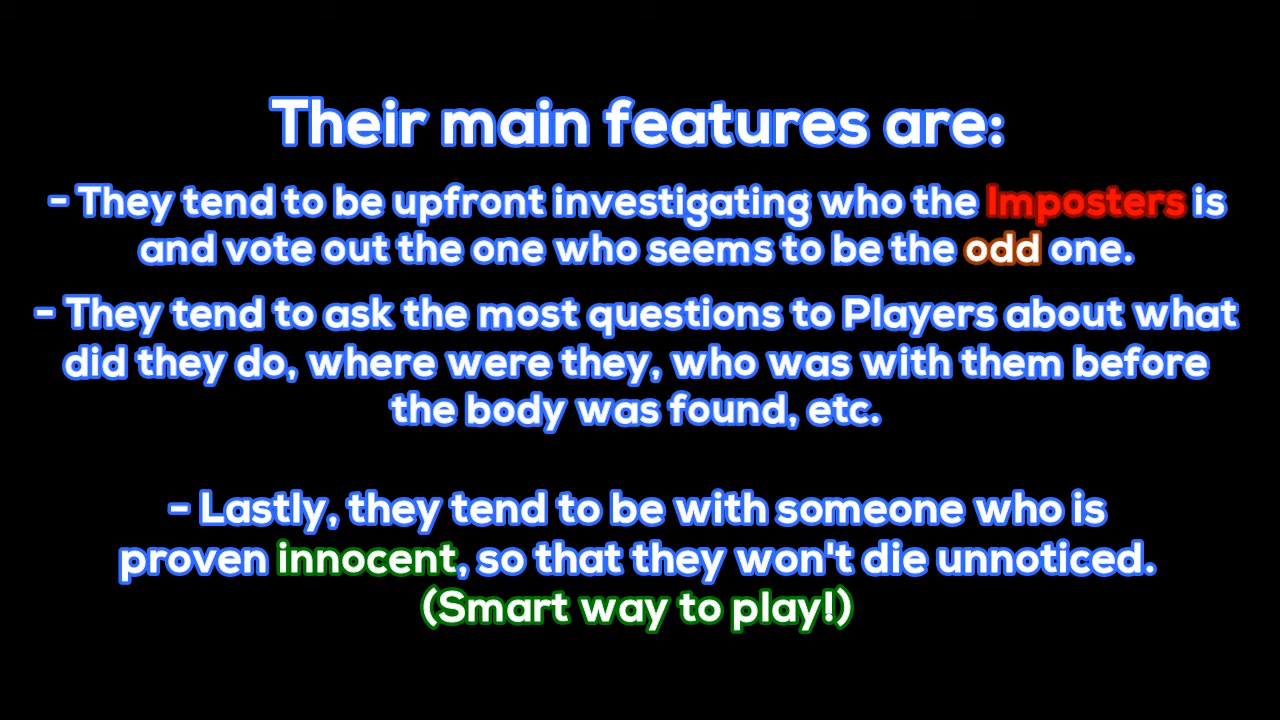 Their main features are:
- They tend to be upfront investigating who the Imposters is
and vote out the one who seems to be the odd one.
- They tend to ask the most questions to Players about what
did they do, where were they, who was with them before
the body was found, etc.
- Lastly, they tend to be with someone who is
proven innocent, so that they won't die unnoticed.
(Smart way to play!)